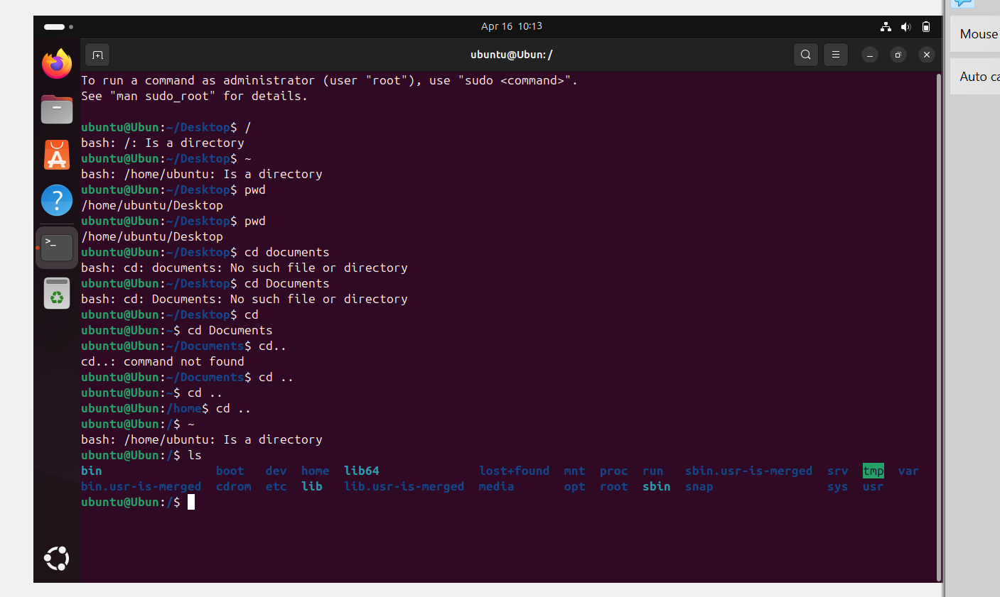 Apr 16 10:13
Mouse
ubuntu@Ubun: /
Auto ca
To run a command as administrator (user "root"), use "sudo <command>".
See "man sudo_root" for details.
ubuntu@Ubun:~/Desktop$ /
bash: /: Is a directory
ubuntu@Ubun:~/Desktop$ ~
bash: /home/ubuntu: Is a directory
ubuntu@Ubun:~/Desktop$ pwd
/home/ubuntu/Desktop
ubuntu@Ubun:~/Desktop$ pwd
/home/ubuntu/Desktop
ubuntu@Ubun:~/Desktop$ cd documents
bash: cd: documents: No such file or directory
ubuntu@Ubun:~/Desktop$ cd Documents
bash: cd: Documents: No such file or directory
ubuntu@Ubun:~/Desktop$ cd
ubuntu@Ubun:~$ cd Documents
ubuntu@Ubun:~/Documents$ cd..
cd..: command not found
ubuntu@Ubun:~/Documents$ cd ..
ubuntu@Ubun:~$ cd ..
ubuntu@Ubun:/home$ cd ..
ubuntu@Ubun:/$ ~
bash: /home/ubuntu: Is a directory
ubuntu@Ubun:/$ ls
bin boot dev home lib64 lost+found mnt proc run sbin.usr-is-merged srv tmp var
bin.usr-is-merged cdrom etc lib lib.usr-is-merged media opt root sbin snap sys usr
ubuntu@Ubun:/$